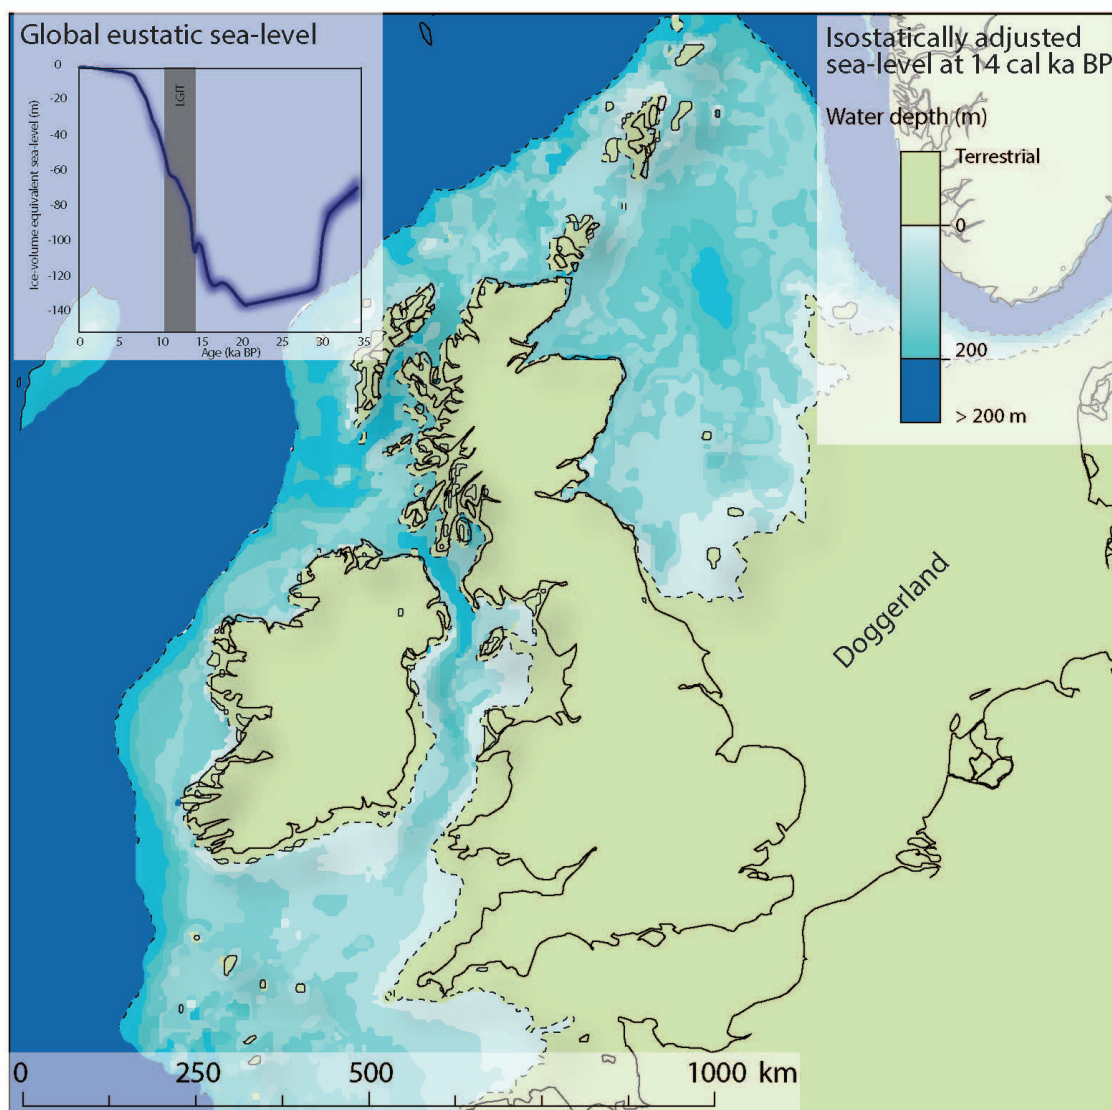 Global eustatic sea-level
Ice-volume equivalent sea-level (m)
0
-20
-40
-60
-80
-100
-120
-140
LGIT
0 5 10 15 20 25 30 35
Age (ka BP)
Isostatically adjusted
sea-level at 14 cal ka BP
Water depth (m)
Terrestrial
0
200
> 200 m
Doggerland
0 250 500 1000 km